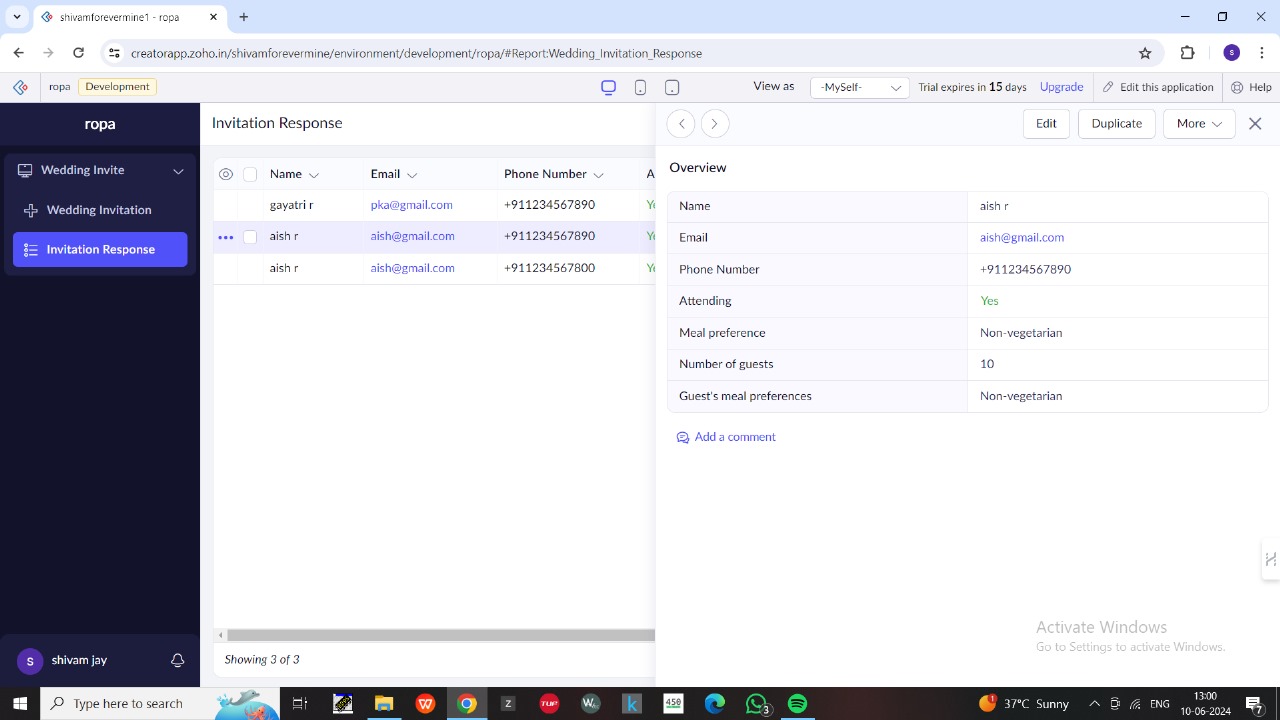 shivamforevermine1 - ropa
creatorapp.zoho.in/shivamforevermine/environment/development/ropa/#Report:Wedding_Invitation_Response
S
ropa
Development
View as
-MySelf-
Trial expires in 15 days
Upgrade
Edit this application
Help
ropa
Wedding Invite
Wedding Invitation
Invitation Response
Invitation Response
Name
Email
Phone Number
A
gayatri r
pka@gmail.com
+911234567890
Ye
aish r
aish@gmail.com
+911234567890
Ye
aish r
aish@gmail.com
+911234567800
Ye
Showing 3 of 3
Edit
Duplicate
More
Overview
Name
aish r
Email
aish@gmail.com
Phone Number
+911234567890
Attending
Yes
Meal preference
Non-vegetarian
Number of guests
10
Guest's meal preferences
Non-vegetarian
Add a comment
Activate Windows
Go to Settings to activate Windows.
S
shivam jay
Type here to search
Z
TUP
k
450
3
1
37°C Sunny
ENG
13:00
10-06-2024
7